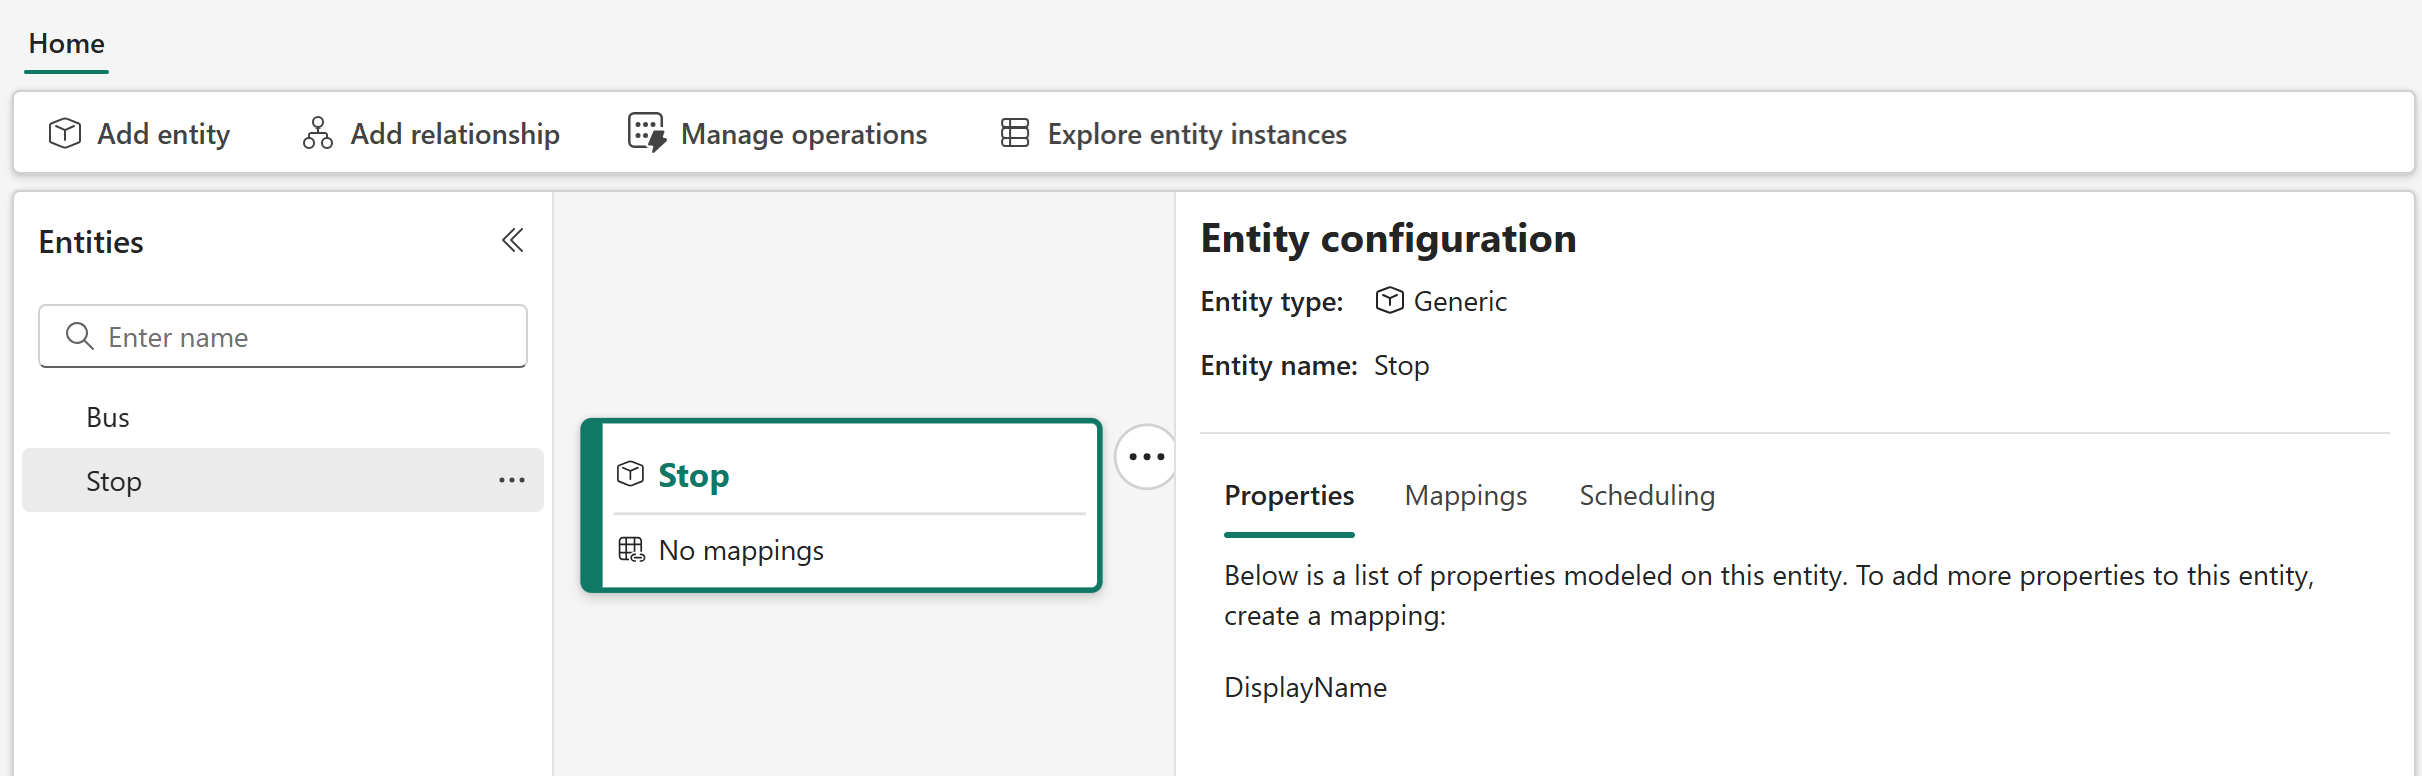 Home
Add entity
Add relationship
Manage operations
Explore entity instances
Entities
Enter name
Bus
Stop
Stop
No mappings
Entity configuration
Entity type: Generic
Entity name: Stop
Properties
Mappings
Scheduling
Below is a list of properties modeled on this entity. To add more properties to this entity,
create a mapping:
DisplayName